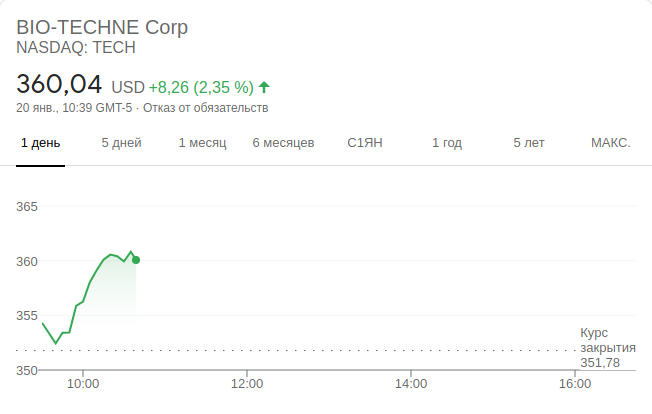 BIO-TECHNE Corp
NASDAQ: TECH
360,04 USD +8,26 (2,35 %)
20 янв., 10:39 GMT-5 · Отказ от обязательств
1 день 5 дней 1 месяц 6 месяцев С1ЯН 1 год 5 лет МАКС.
365
360
355
Курс
закрытия
351,78
350
10:00 12:00 14:00 16:00